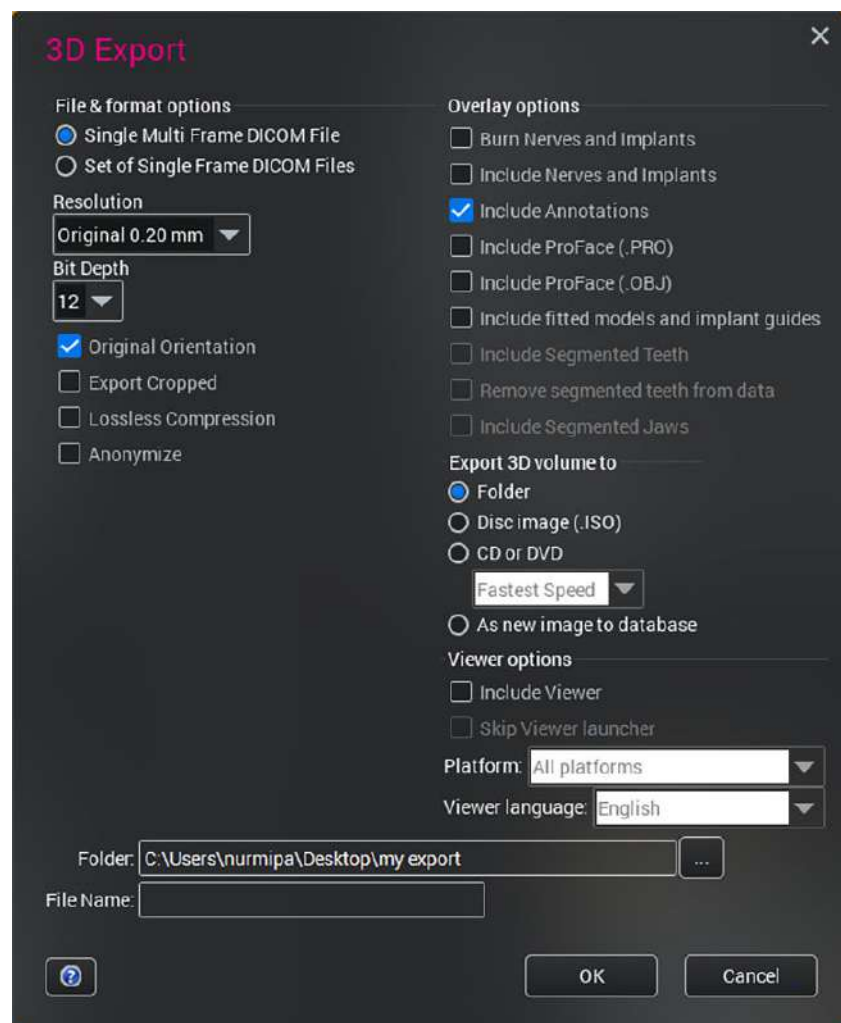 3D Export
File & format options
Single Multi Frame DICOM File
Set of Single Frame DICOM Files
Resolution
Original 0.20 mm
Bit Depth
12
Original Orientation
Export Cropped
Lossless Compression
Anonymize
Overlay options
Burn Nerves and Implants
Include Nerves and Implants
Include Annotations
Include ProFace (.PRO)
Include ProFace (.OBJ)
Include fitted models and implant guides
Include Segmented Teeth
Remove segmented teeth from data
Include Segmented Jaws
Export 3D volume to
Folder
Disc image (.ISO)
CD or DVD
Fastest Speed
As new image to database
Viewer options
Include Viewer
Skip Viewer launcher
Platform: All platforms
Viewer language: English
Folder: C:\Users\nurmipa\Desktop\my export ...
File Name:
? OK Cancel